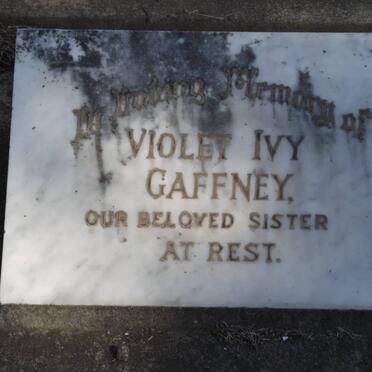 In Loving Memory of
VIOLET IVY
GAFFNEY,
OUR BELOVED SISTER
AT REST.